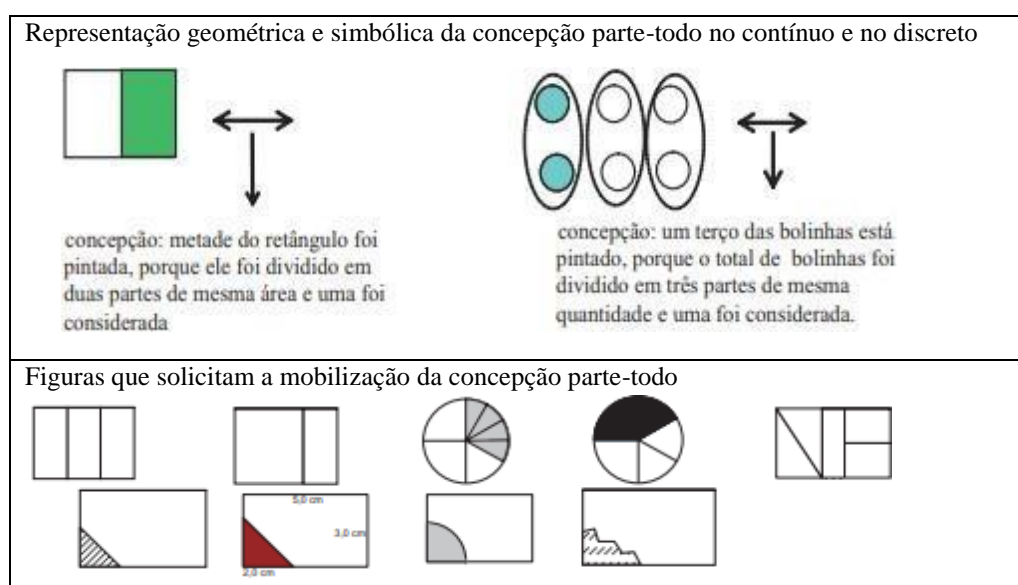 Representação geométrica e simbólica da concepção parte-todo no contínuo e no discreto
concepção: metade do retângulo foi
pintada, porque ele foi dividido em
duas partes de mesma área e uma foi
considerada
concepção: um terço das bolinhas está
pintado, porque o total de bolinhas foi
dividido em três partes de mesma
quantidade e uma foi considerada.
Figuras que solicitam a mobilização da concepção parte-todo
5,0 cm
3,0 cm
2,0 cm